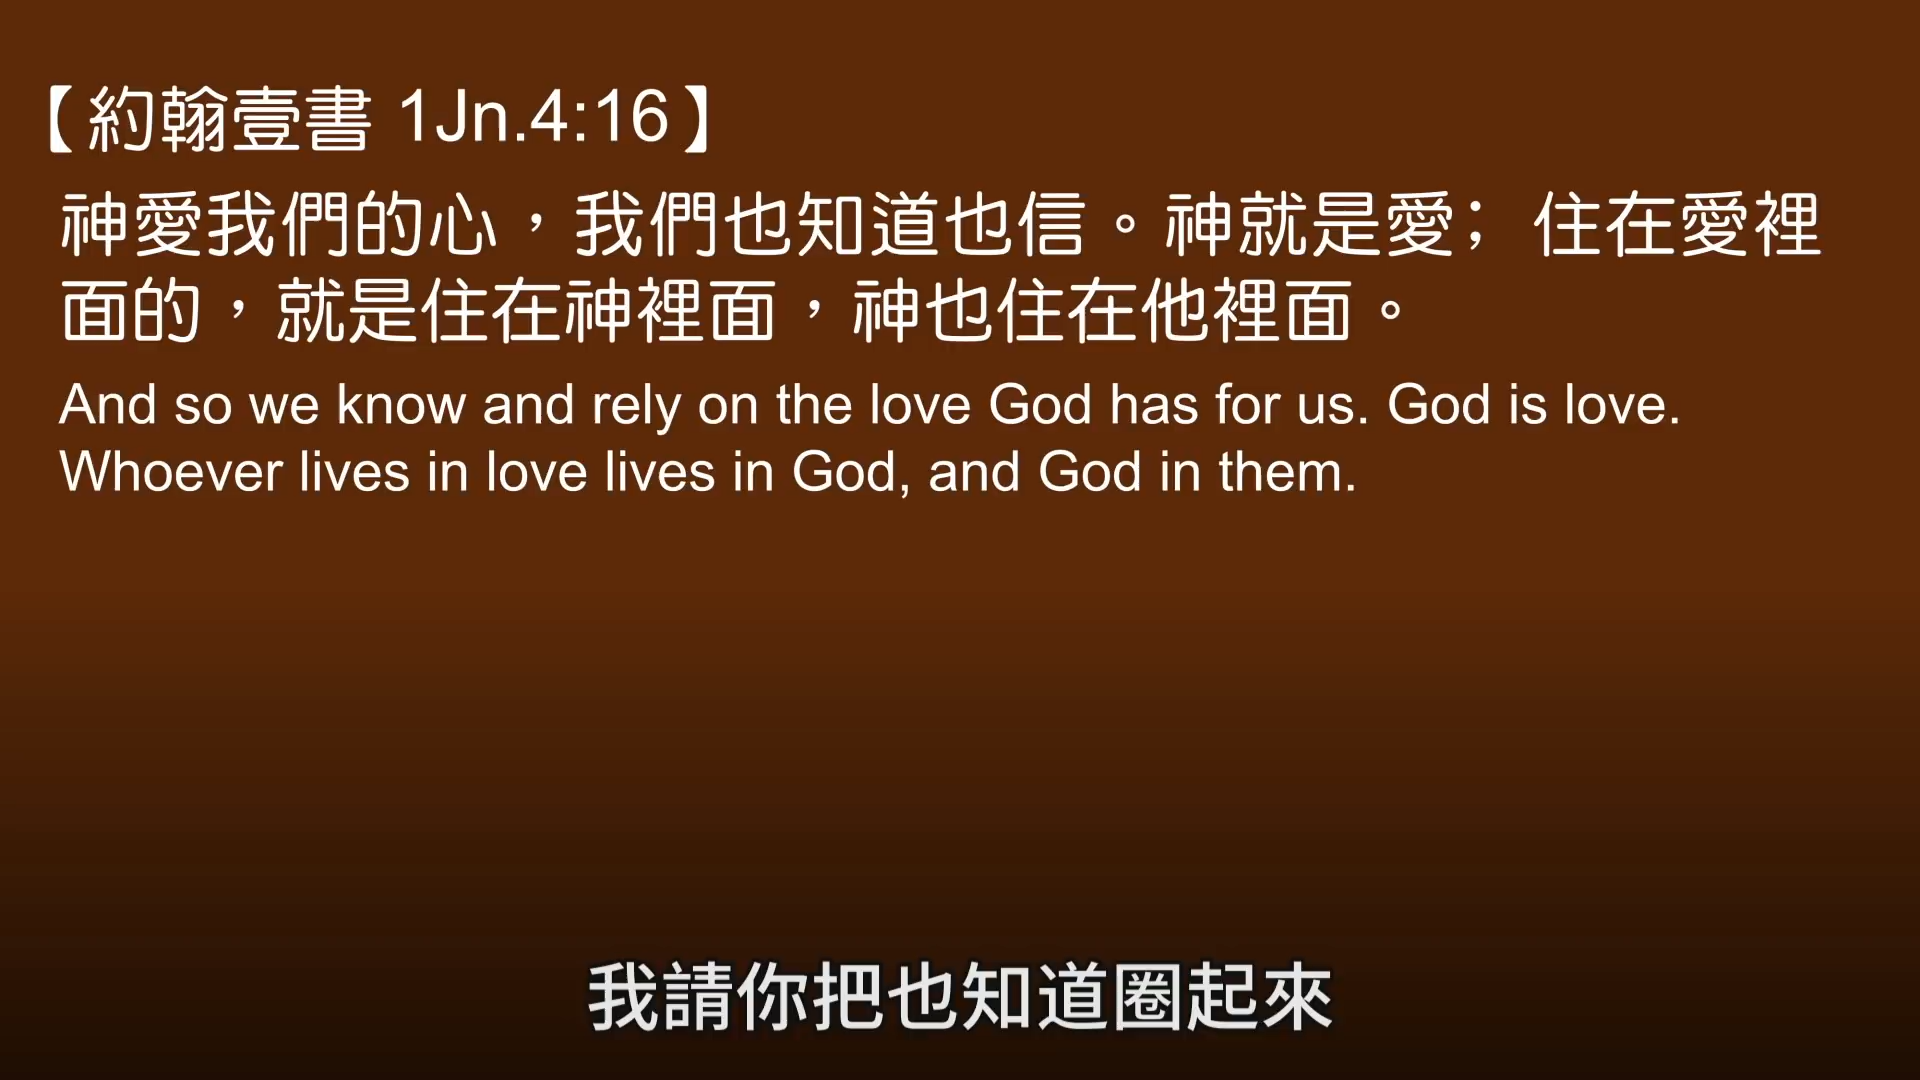 【約翰壹書 1Jn.4:16】
神愛我們的心，我們也知道也信。神就是愛； 住在愛裡
面的，就是住在神裡面，神也住在他裡面。
And so we know and rely on the love God has for us. God is love.
Whoever lives in love lives in God, and God in them.
我請你把也知道圈起來